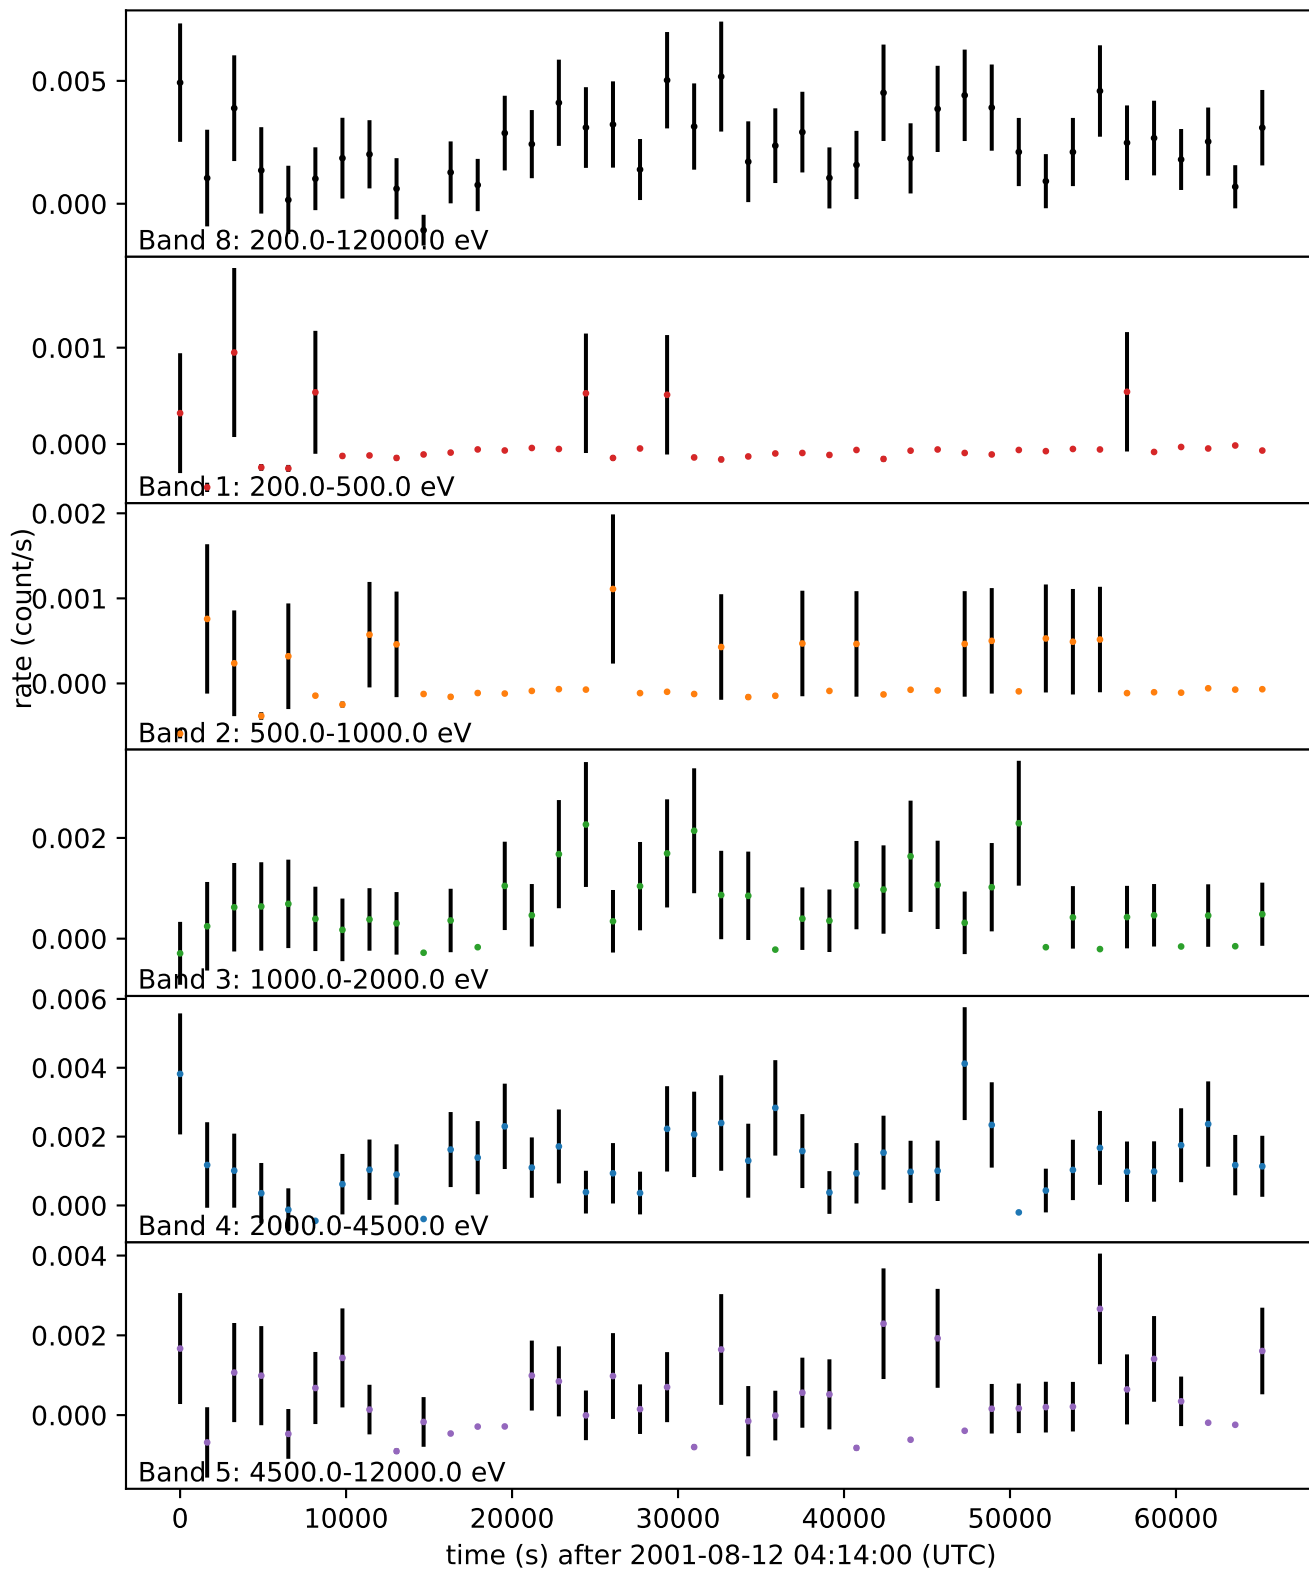 0.005
0.000
Band 8: 200.0-12000.0 eV
0.001
0.000
Band 1: 200.0-500.0 eV
0.002
0.001
0.000
Band 2: 500.0-1000.0 eV
rate (count/s)
0.002
0.000
Band 3: 1000.0-2000.0 eV
0.006
0.004
0.002
0.000
Band 4: 2000.0-4500.0 eV
0.004
0.002
0.000
Band 5: 4500.0-12000.0 eV
0 10000 20000 30000 40000 50000 60000
time (s) after 2001-08-12 04:14:00 (UTC)